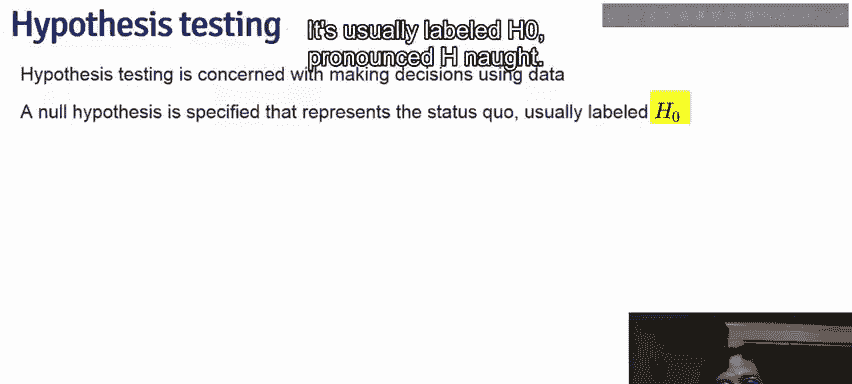 Hypothesis testing
It's usually labeled H0,
pronounced H naught.
Hypothesis testing is concerned with making decisions using data
A null hypothesis is specified that represents the status quo, usually labeled H₀